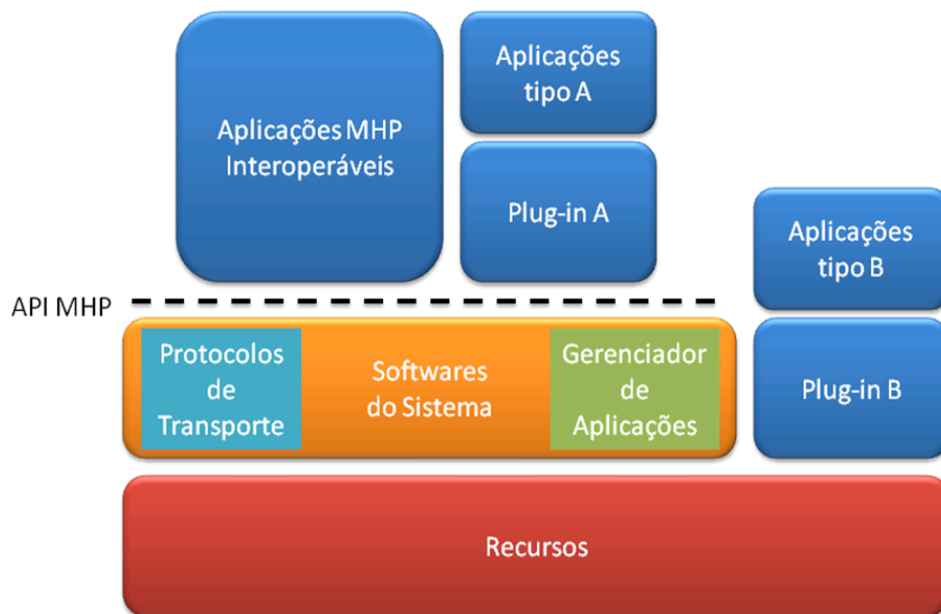 Aplicações MHP
Interoperáveis
Aplicações
tipo A
Plug-in A
Aplicações
tipo B
API MHP
Protocolos
de
Transporte
Softwares
do Sistema
Gerenciador
de
Aplicações
Plug-in B
Recursos